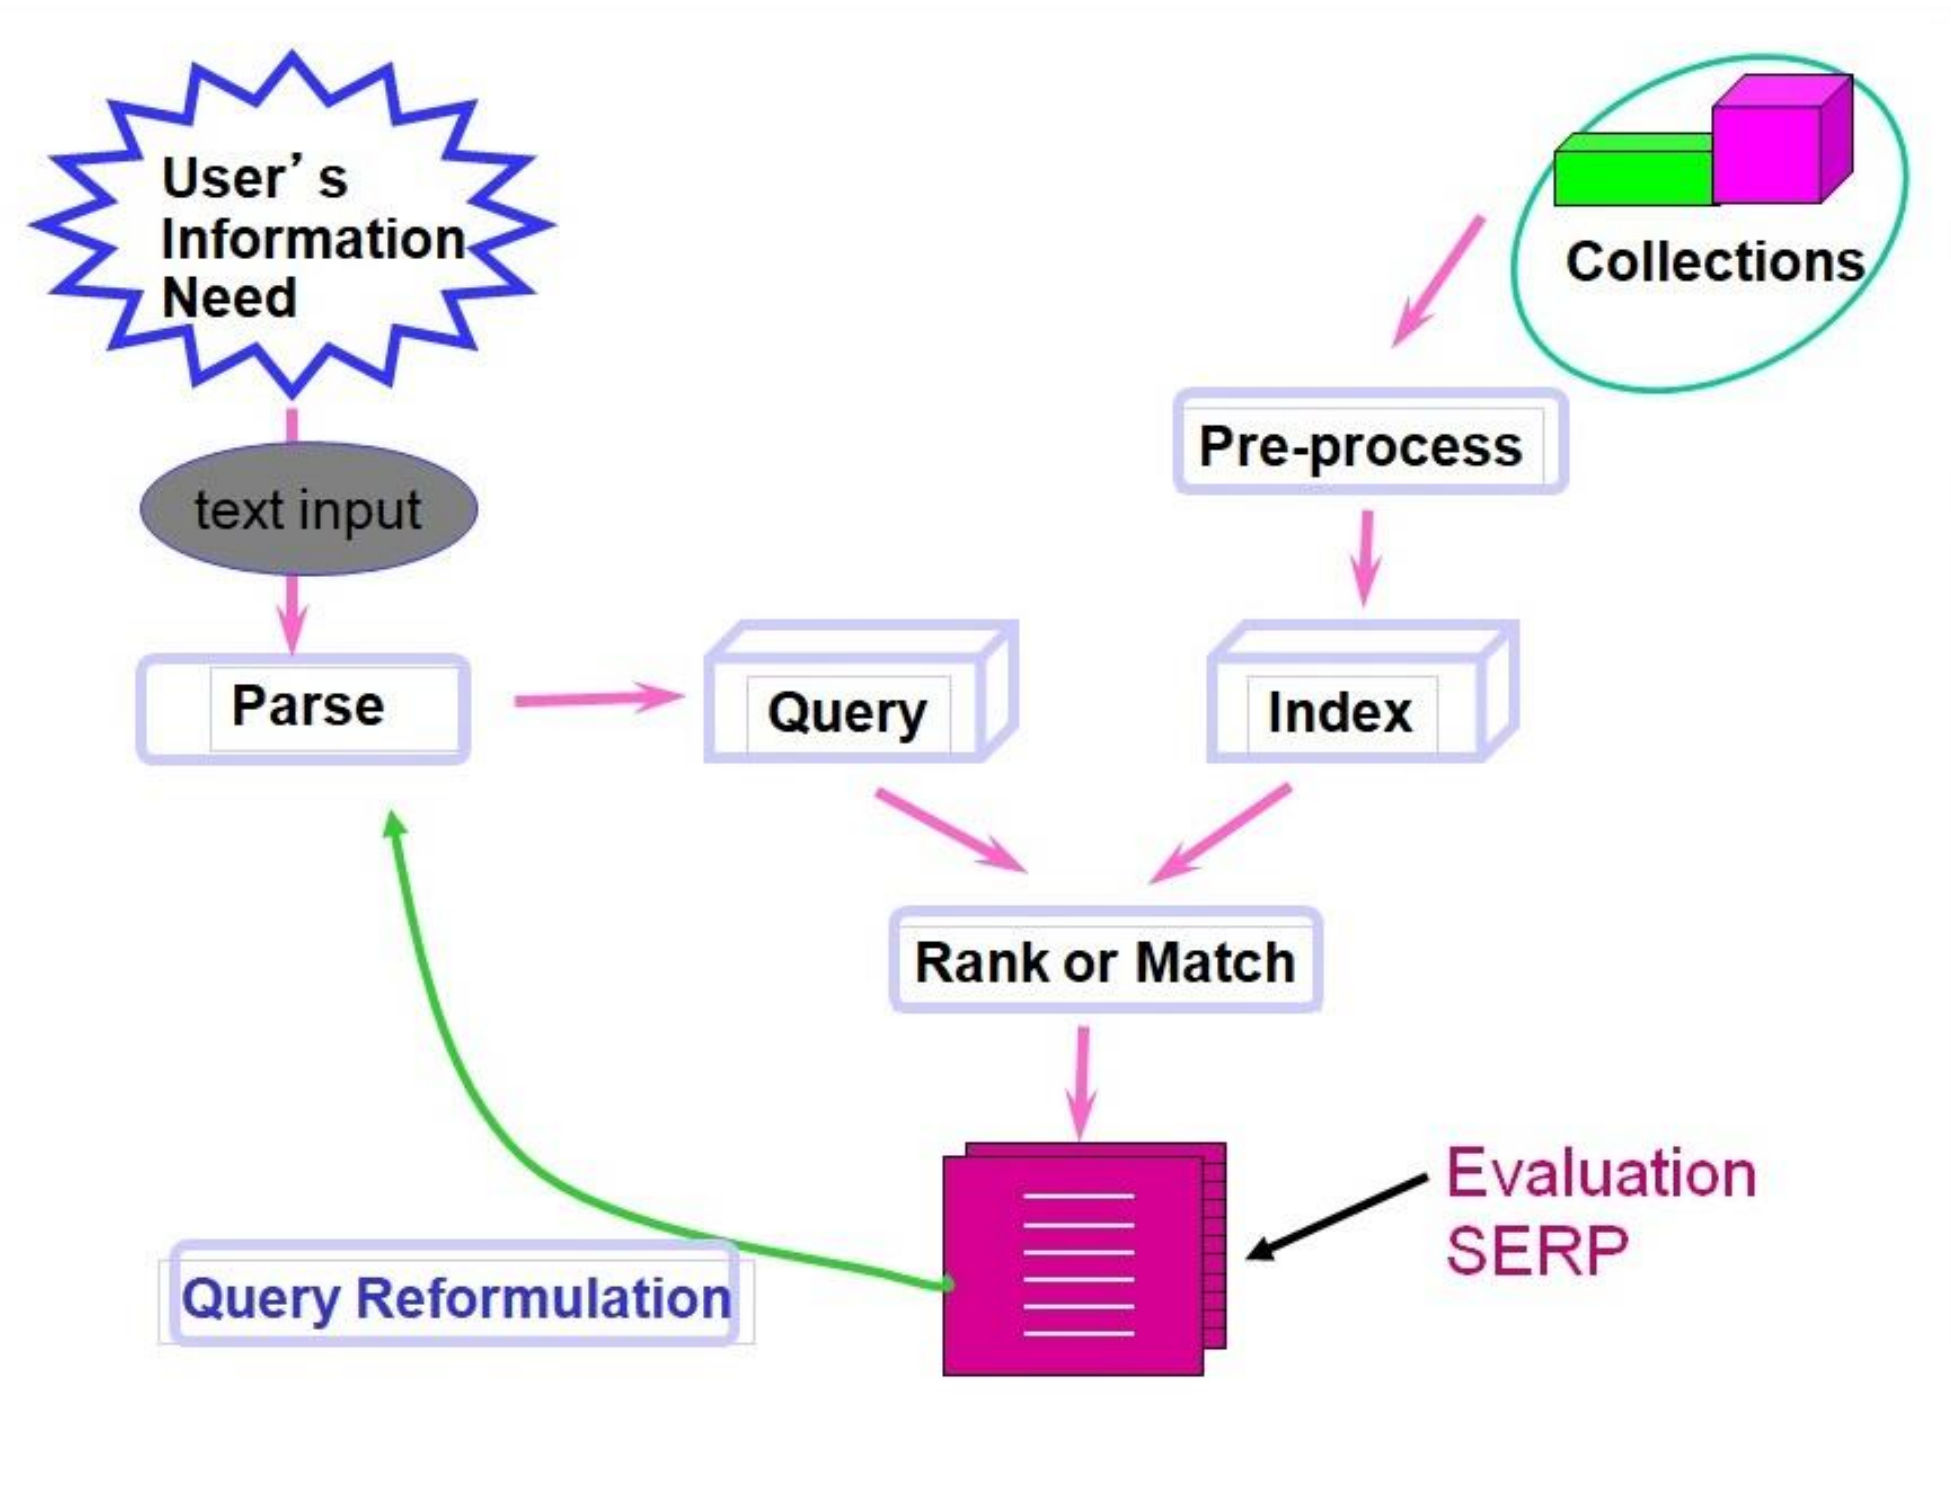 User’s
Information
Need
Collections
text input
Pre-process
Parse
Query
Index
Rank or Match
Evaluation
SERP
Query Reformulation